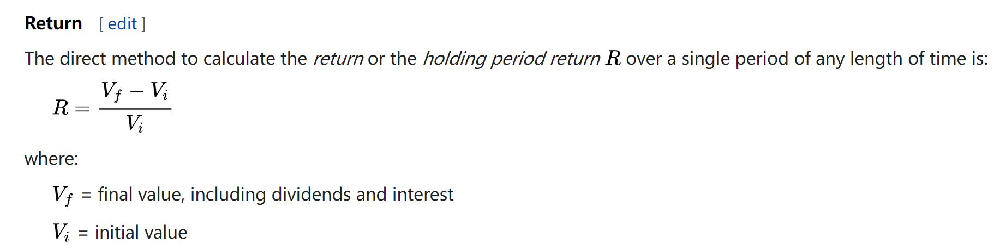 Return [ edit ]
The direct method to calculate the return or the holding period return R over a single period of any length of time is:
R = \frac{V_f - V_i}{V_i}
where:
V_f = final value, including dividends and interest
V_i = initial value